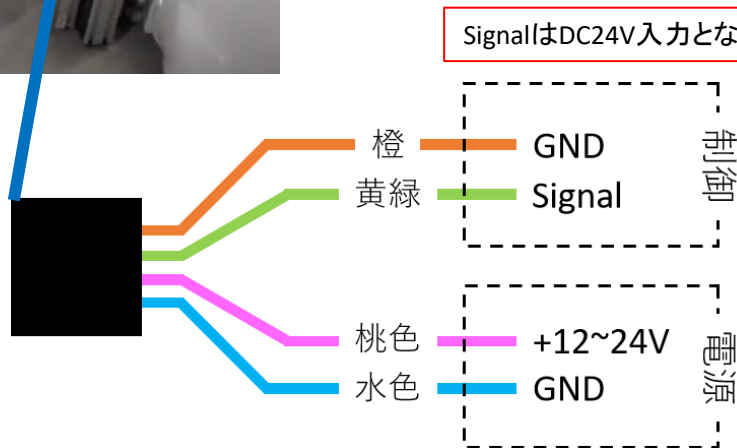 SignalはDC24V入力とな
橙 GND
黄緑 Signal
制御
桃色 +12~24V
水色 GND
電源